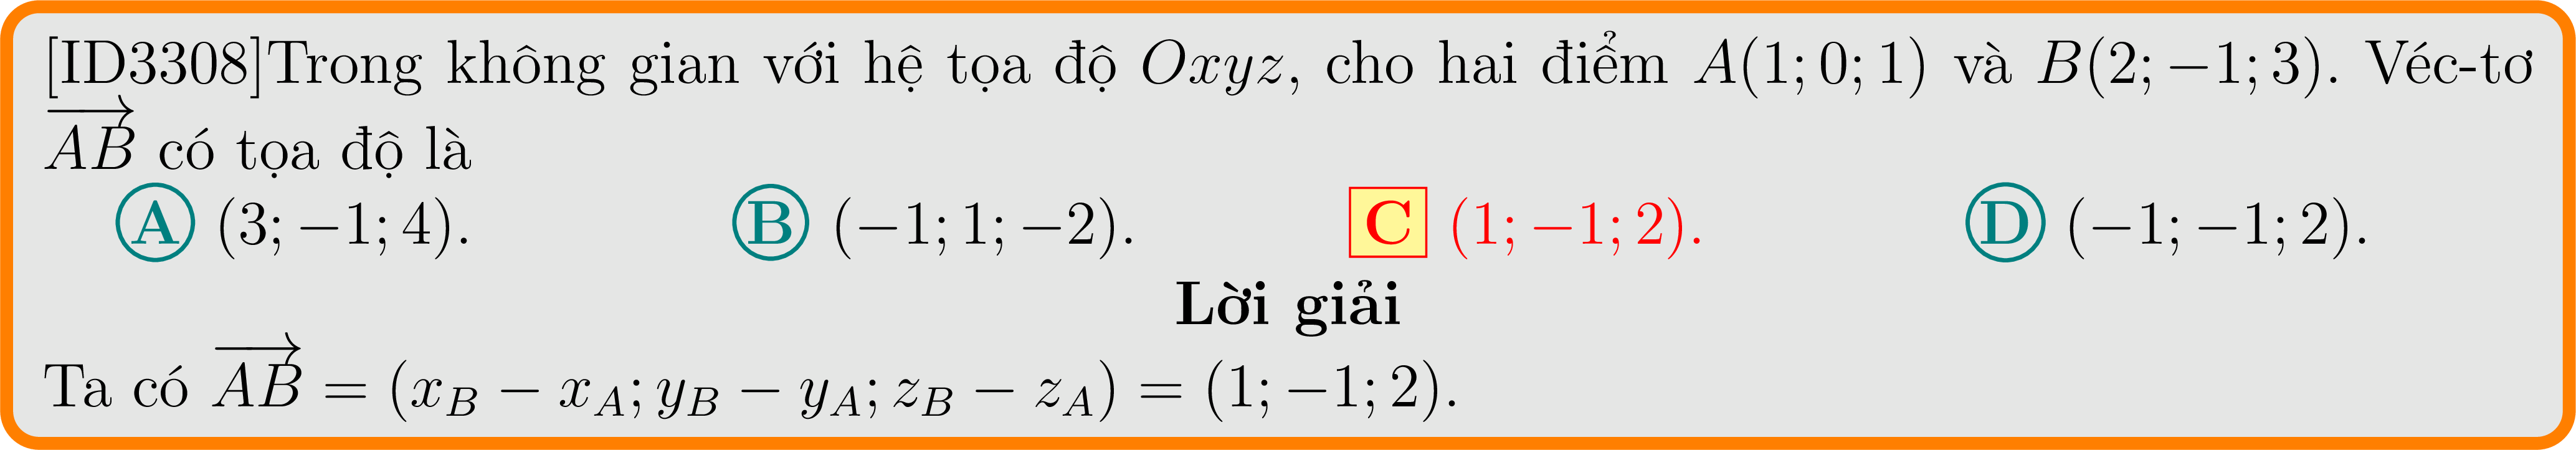 [ID3308]Trong không gian với hệ tọa độ Oxyz, cho hai điểm A(1; 0; 1) và B(2; −1; 3). Véc-tơ
$\overrightarrow{AB}$ có tọa độ là
A (3; −1; 4). B (−1; 1; −2). C (1; −1; 2). D (−1; −1; 2).
Lời giải
Ta có $\overrightarrow{AB}$ = ($x_B$ − $x_A$; $y_B$ − $y_A$; $z_B$ − $z_A$) = (1; −1; 2).